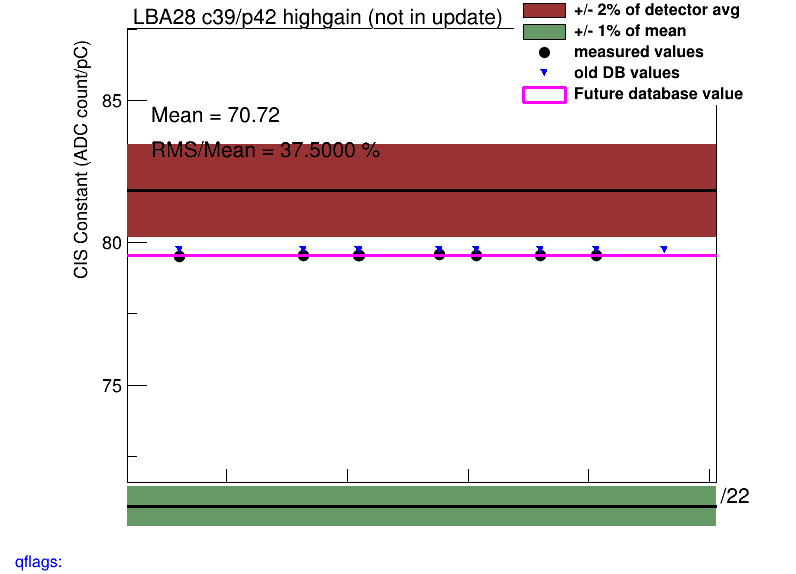 LBA28 c39/p42 highgain (not in update)
+/- 2% of detector avg
+/- 1% of mean
measured values
old DB values
Future database value
CIS Constant (ADC count/pC)
85
Mean = 70.72
RMS/Mean = 37.5000 %
80
75
/22
qflags: